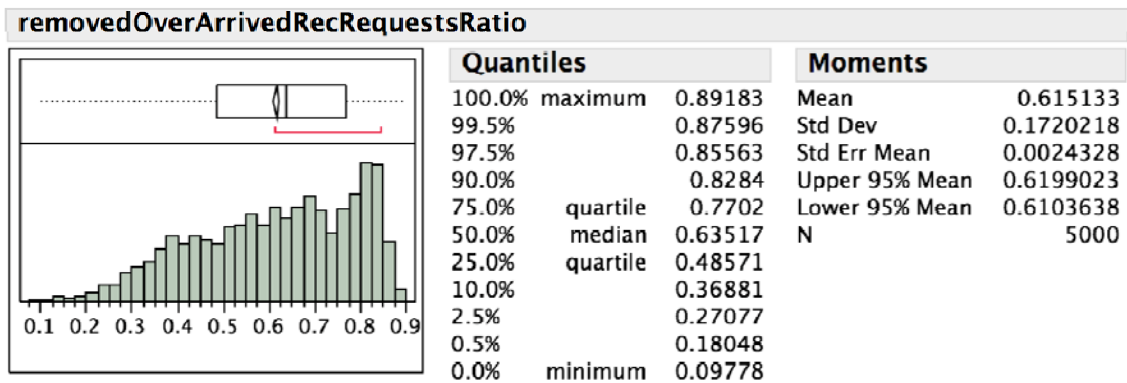 removedOverArrivedRecRequestsRatio
0.1 0.2 0.3 0.4 0.5 0.6 0.7 0.8 0.9
Quantiles
100.0% maximum 0.89183
99.5% 0.87596
97.5% 0.85563
90.0% 0.8284
75.0% quartile 0.7702
50.0% median 0.63517
25.0% quartile 0.48571
10.0% 0.36881
2.5% 0.27077
0.5% 0.18048
0.0% minimum 0.09778
Moments
Mean 0.615133
Std Dev 0.1720218
Std Err Mean 0.0024328
Upper 95% Mean 0.6199023
Lower 95% Mean 0.6103638
N 5000